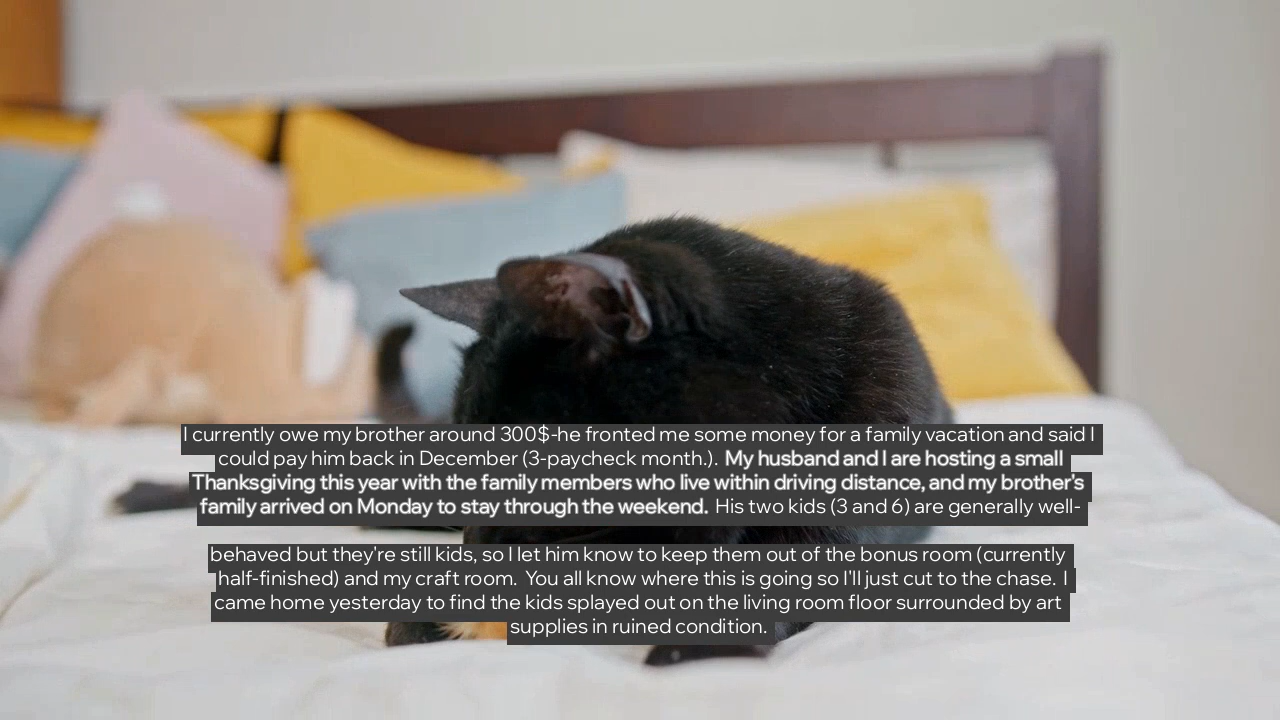 I currently owe my brother around 300$-he fronted me some money for a family vacation and said I
could pay him back in December (3-paycheck month.). My husband and I are hosting a small
Thanksgiving this year with the family members who live within driving distance, and my brother's
family arrived on Monday to stay through the weekend. His two kids (3 and 6) are generally well-
behaved but they're still kids, so I let him know to keep them out of the bonus room (currently
half-finished) and my craft room. You all know where this is going so I'll just cut to the chase. I
came home yesterday to find the kids splayed out on the living room floor surrounded by art
supplies in ruined condition.